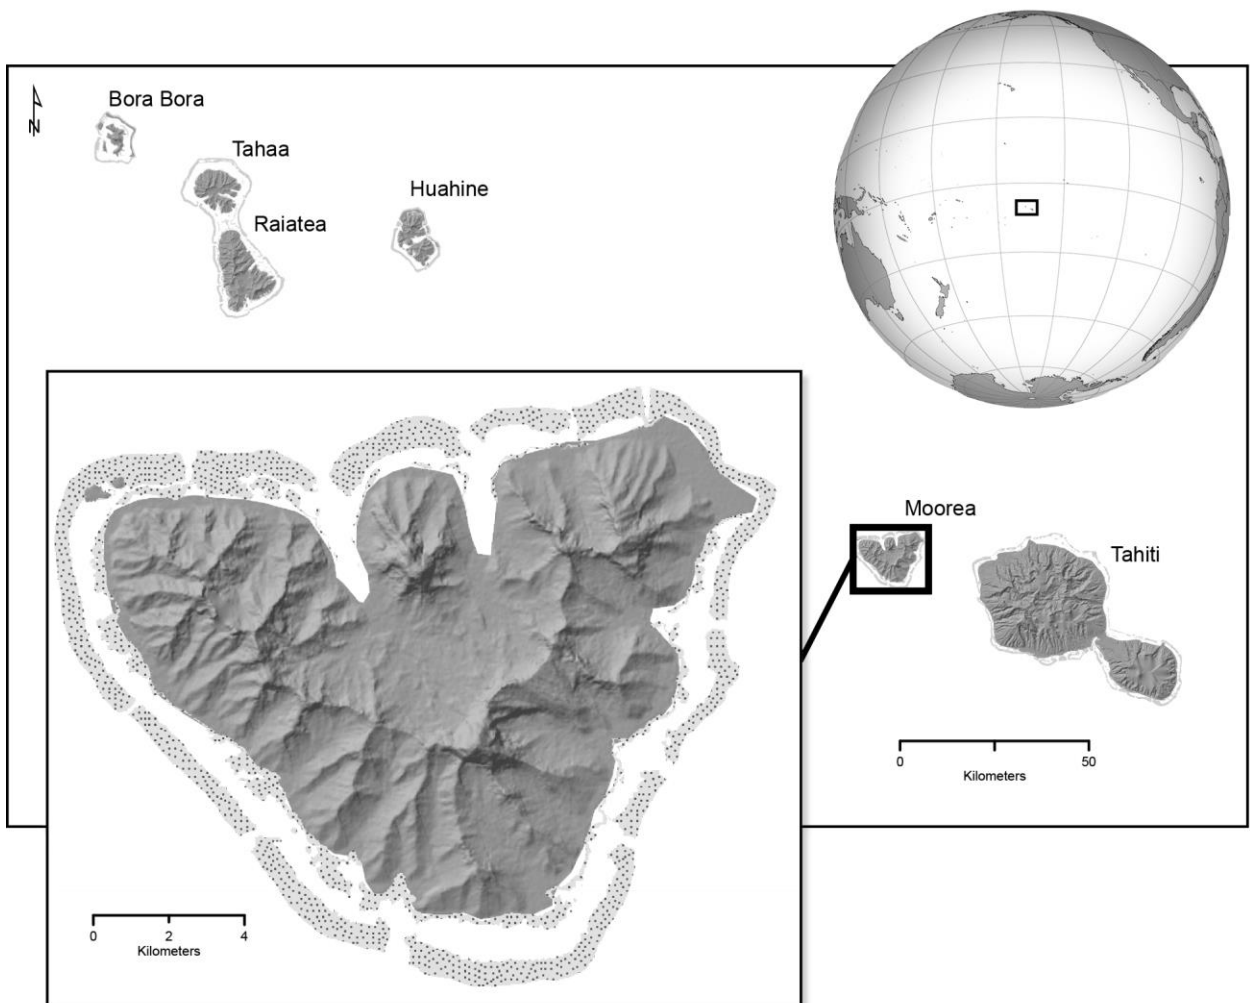 Bora Bora
Tahaa
Raiatea
Huahine
N
Moorea
Tahiti
0 50
Kilometers
0 2 4
Kilometers